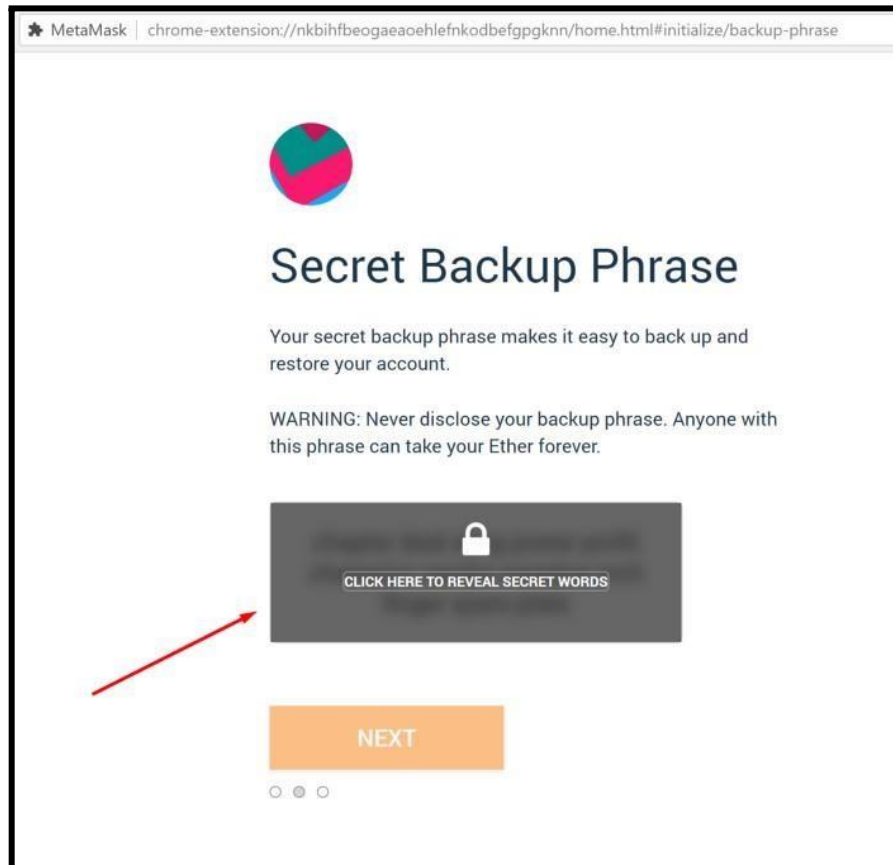 MetaMask chrome-extension://nkbihfbeogaeaoehlefnkodbefgpgknn/home.html#initialize/backup-phrase
Secret Backup Phrase
Your secret backup phrase makes it easy to back up and
restore your account.
WARNING: Never disclose your backup phrase. Anyone with
this phrase can take your Ether forever.
CLICK HERE TO REVEAL SECRET WORDS
NEXT